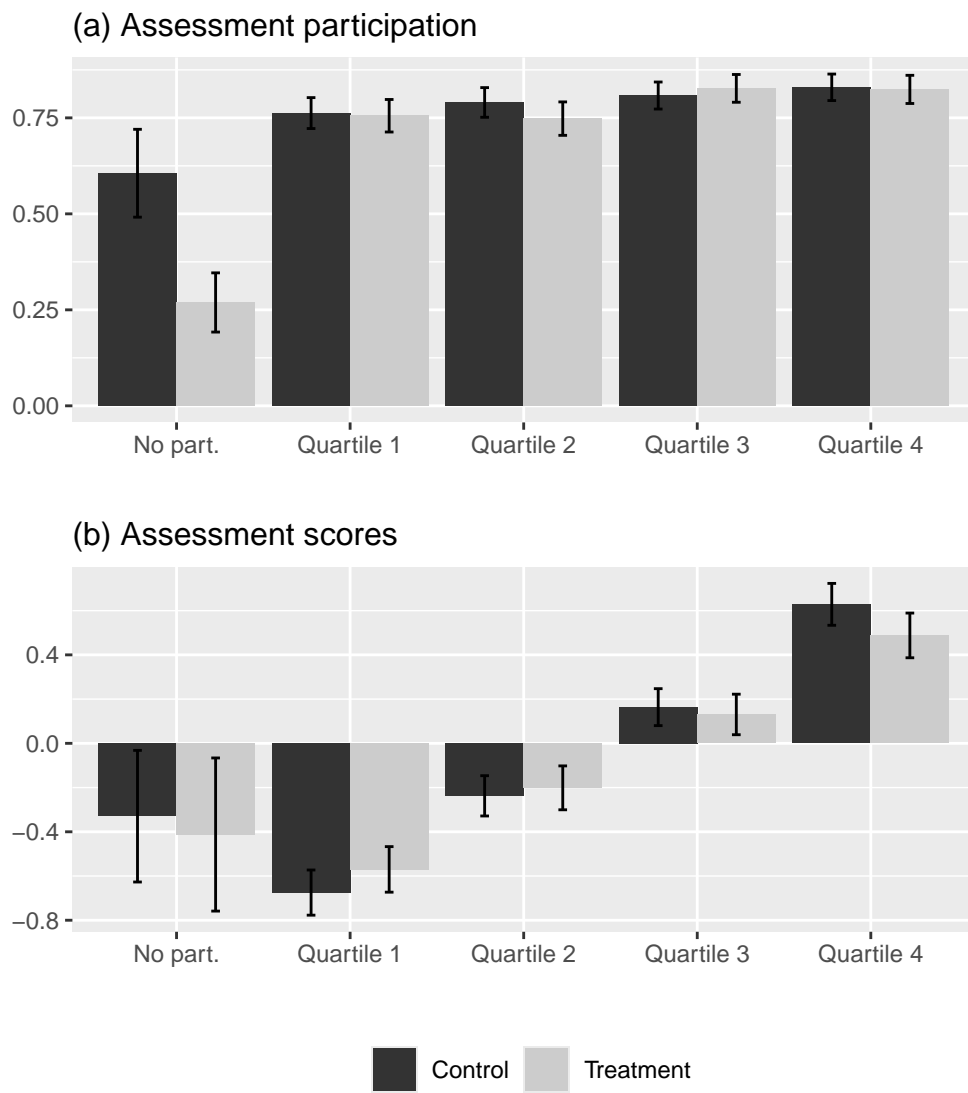 (a) Assessment participation
0.75
0.50
0.25
0.00
No part. Quartile 1 Quartile 2 Quartile 3 Quartile 4
(b) Assessment scores
0.4
0.0
−0.4
−0.8
No part. Quartile 1 Quartile 2 Quartile 3 Quartile 4
Control Treatment